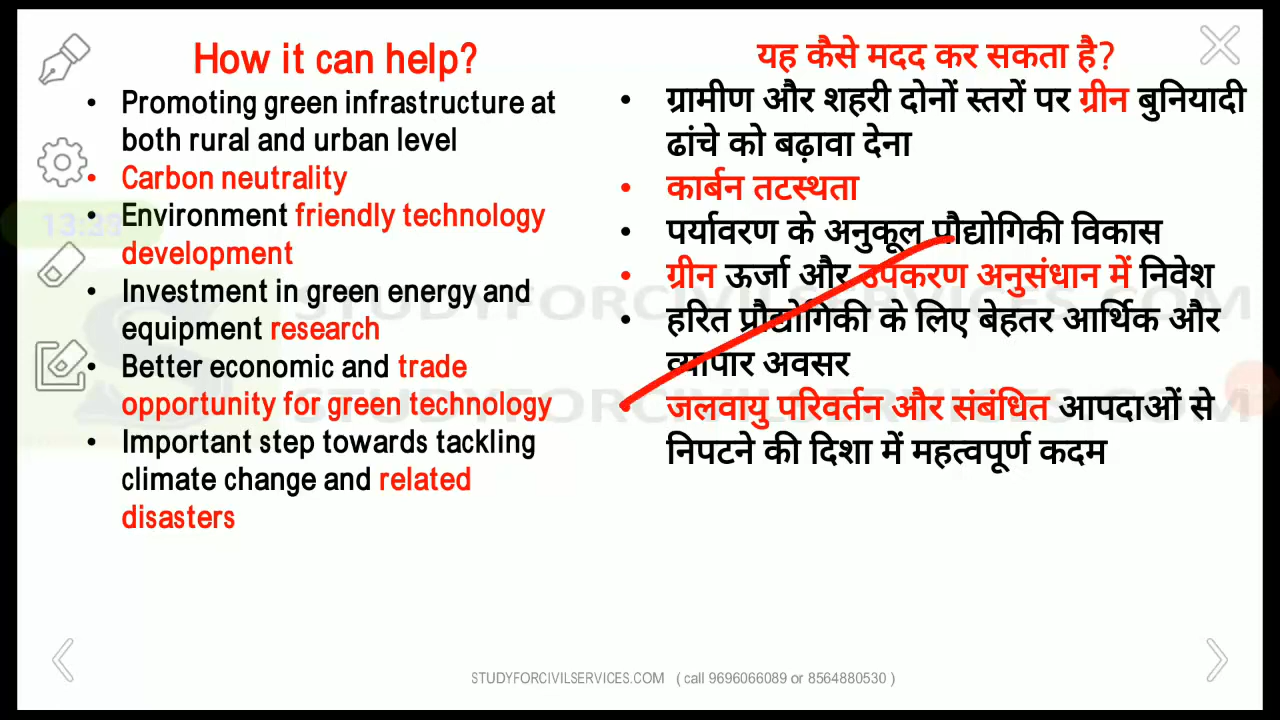 How it can help?
• Promoting green infrastructure at
both rural and urban level
• Carbon neutrality
• Environment friendly technology
development
• Investment in green energy and
equipment research
• Better economic and trade
opportunity for green technology
• Important step towards tackling
climate change and related
disasters
यह कैसे मदद कर सकता है?
• ग्रामीण और शहरी दोनों स्तरों पर ग्रीन बुनियादी
ढांचे को बढ़ावा देना
• कार्बन तटस्थता
• पर्यावरण के अनुकूल प्रौद्योगिकी विकास
• ग्रीन ऊर्जा और उपकरण अनुसंधान में निवेश
• हरित प्रौद्योगिकी के लिए बेहतर आर्थिक और
व्यापार अवसर
• जलवायु परिवर्तन और संबंधित आपदाओं से
निपटने की दिशा में महत्वपूर्ण कदम
STUDYFORCIVILSERVICES.COM
STUDYFORCIVILSERVICES.COM
STUDYFORCIVILSERVICES.COM ( call 9696066089 or 8564880530 )